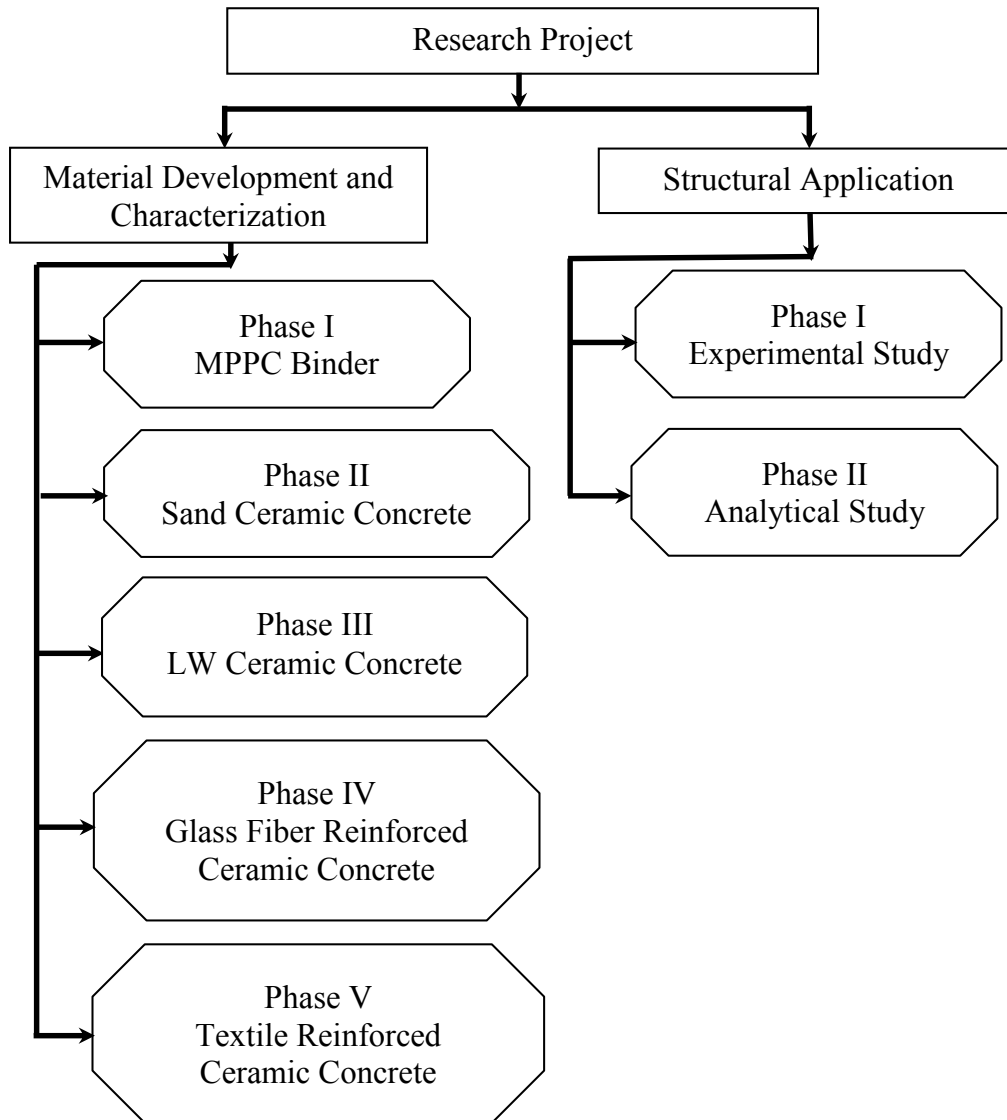 Research Project
Material Development and
Characterization
Phase I
MPPC Binder
Phase II
Sand Ceramic Concrete
Phase III
LW Ceramic Concrete
Phase IV
Glass Fiber Reinforced
Ceramic Concrete
Phase V
Textile Reinforced
Ceramic Concrete
Structural Application
Phase I
Experimental Study
Phase II
Analytical Study